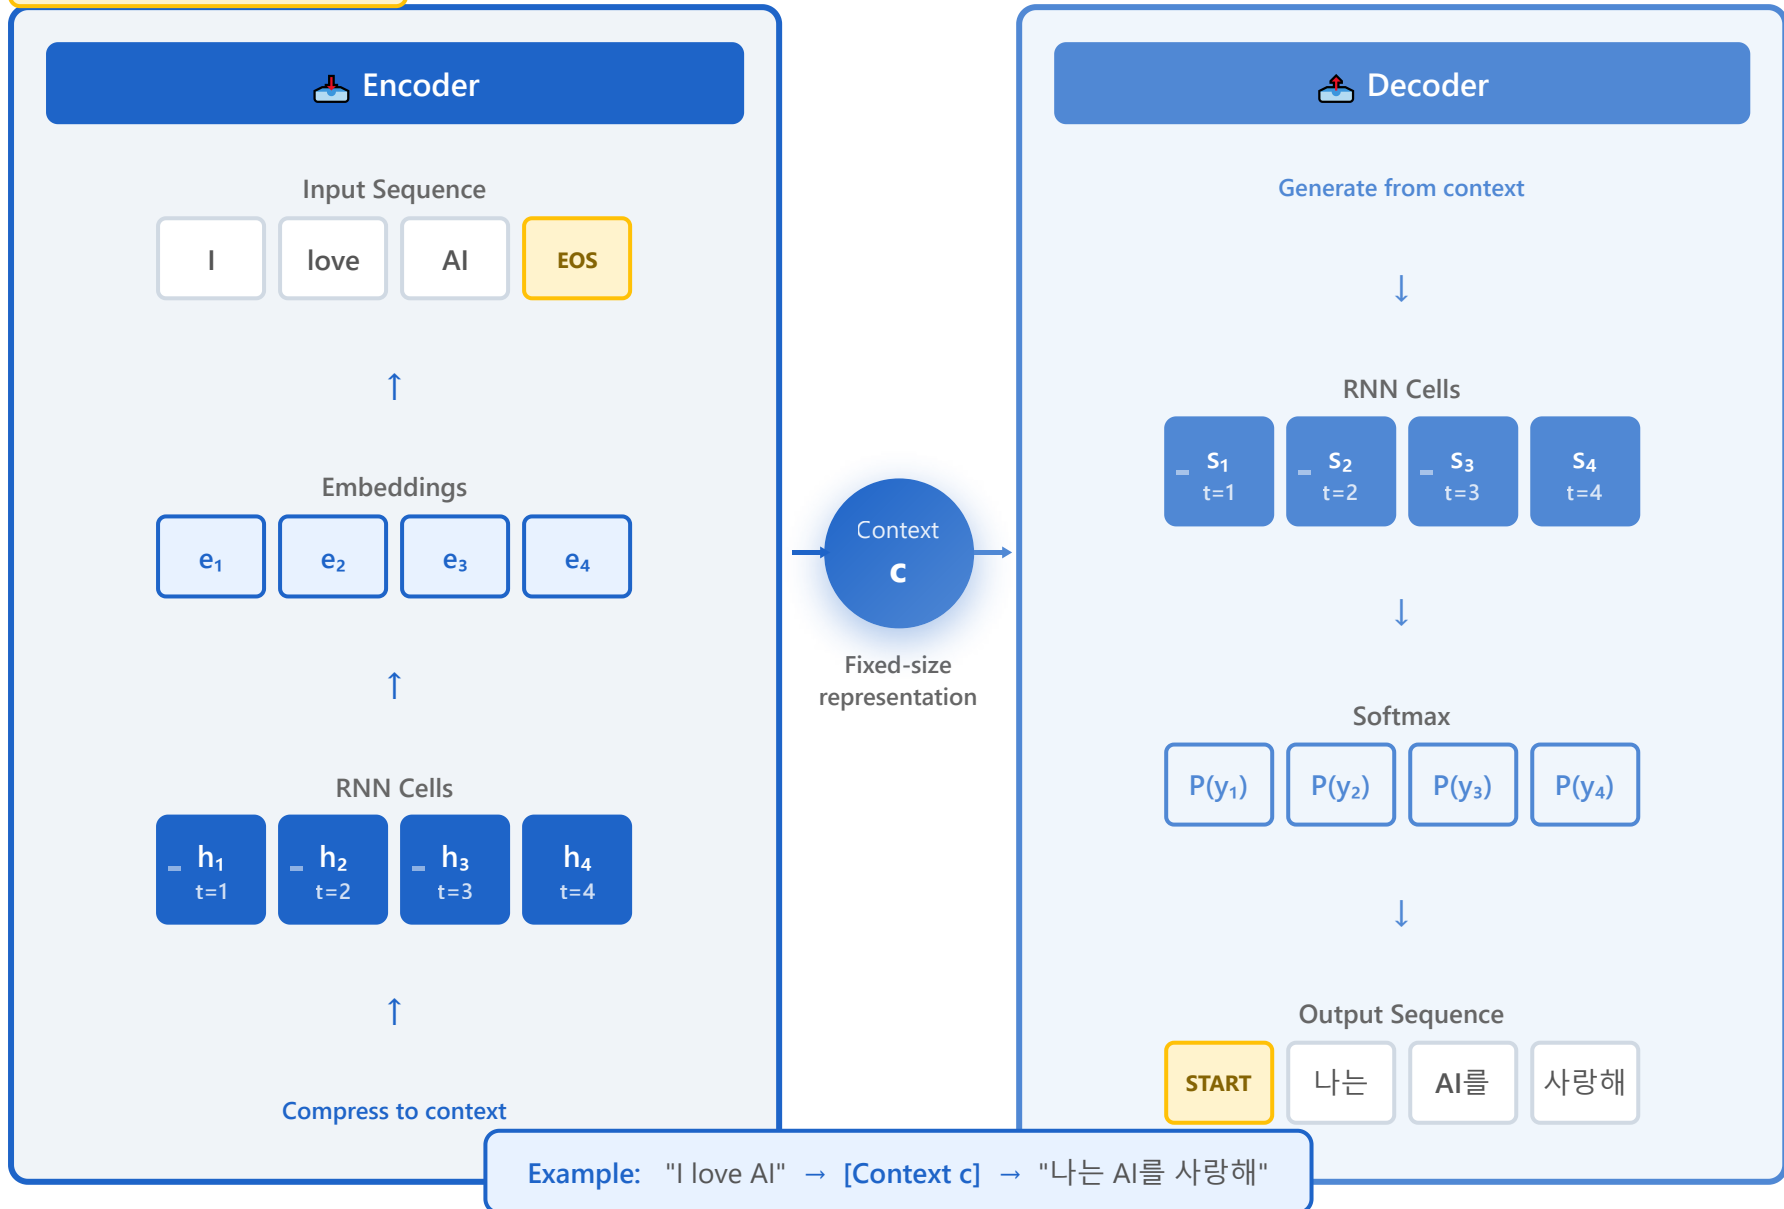 Encoder
Input Sequence
I love AI EOS
↑
Embeddings
e₁ e₂ e₃ e₄
↑
RNN Cells
h₁ h₂ h₃ h₄
t=1 t=2 t=3 t=4
↑
Compress to context
Context
c
Fixed-size
representation
Decoder
Generate from context
↓
RNN Cells
s₁ s₂ s₃ s₄
t=1 t=2 t=3 t=4
↓
Softmax
P(y₁) P(y₂) P(y₃) P(y₄)
↓
Output Sequence
START 나는 AI를 사랑해
Example: "I love AI" → [Context c] → "나는 AI를 사랑해"